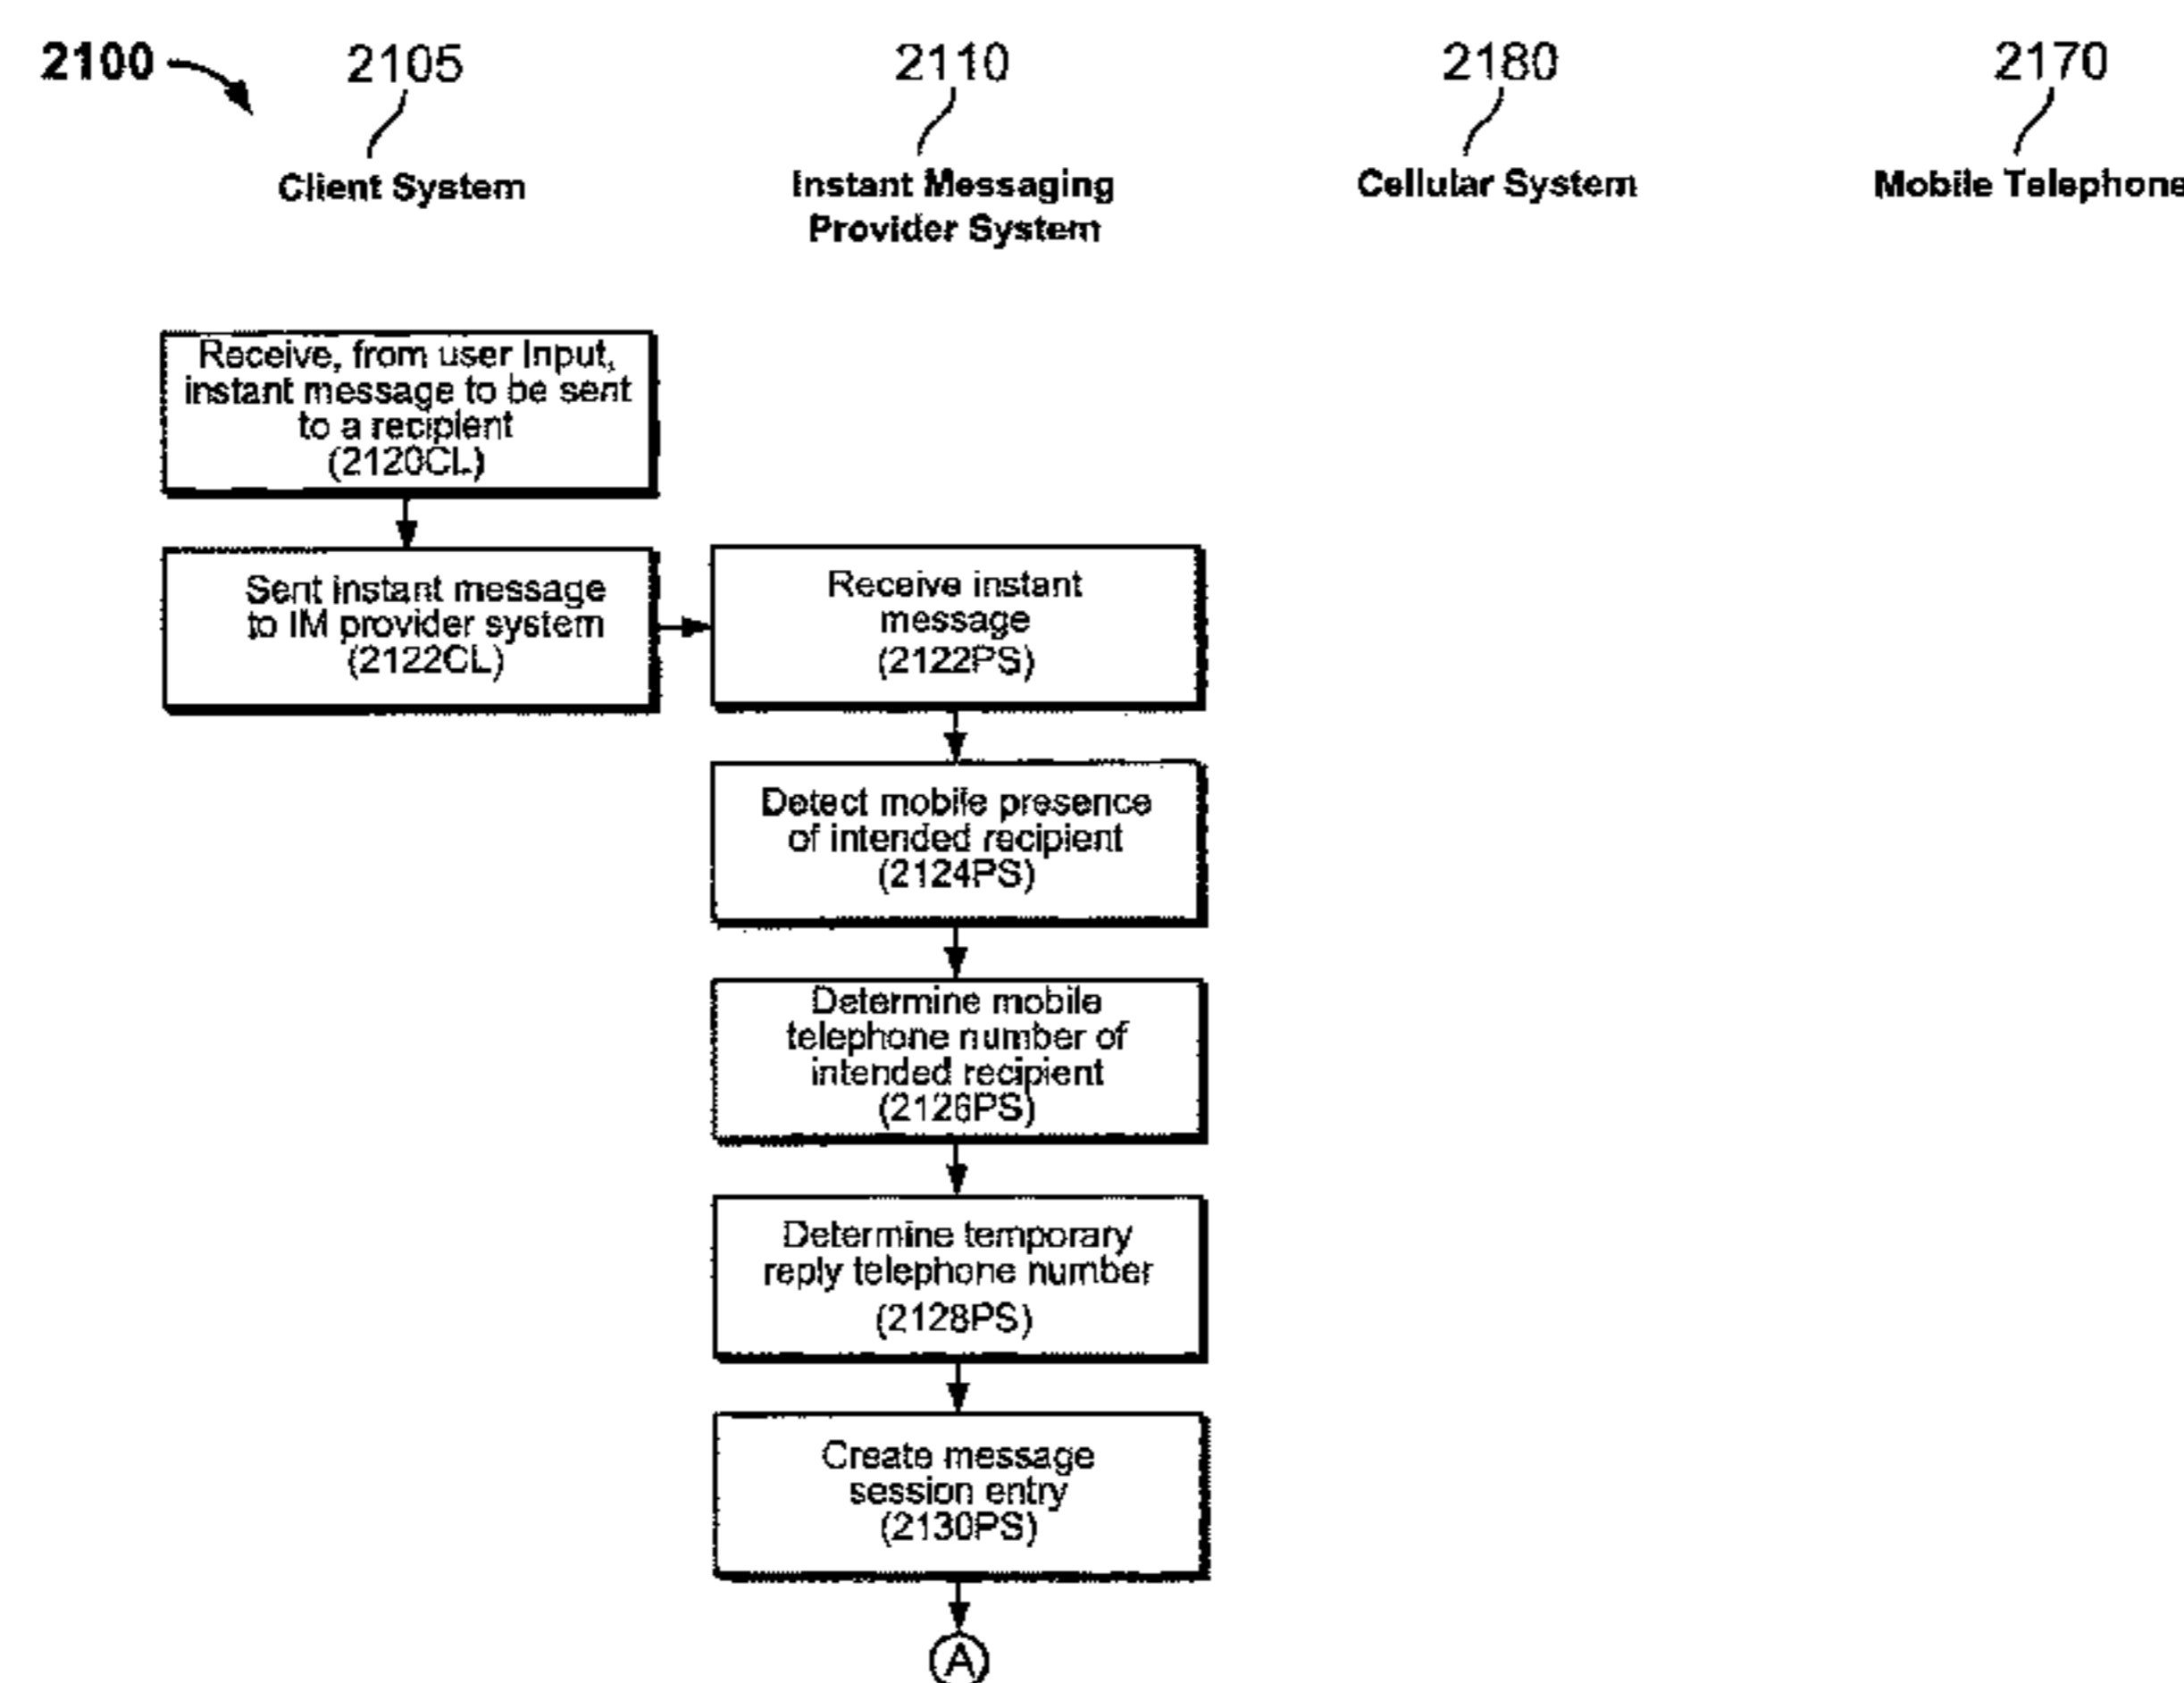 2100
2105
2110
2180
2170
Client System
Instant Messaging
Provider System
Cellular System
Mobile Telephone
Receive, from user Input,
instant message to be sent
to a recipient
(2120CL)
Sent instant message
to IM provider system
(2122CL)
Receive instant
message
(2122PS)
Detect mobile presence
of intended recipient
(2124PS)
Determine mobile
telephone number of
intended recipient
(2126PS)
Determine temporary
reply telephone number
(2128PS)
Create message
session entry
(2130PS)
A